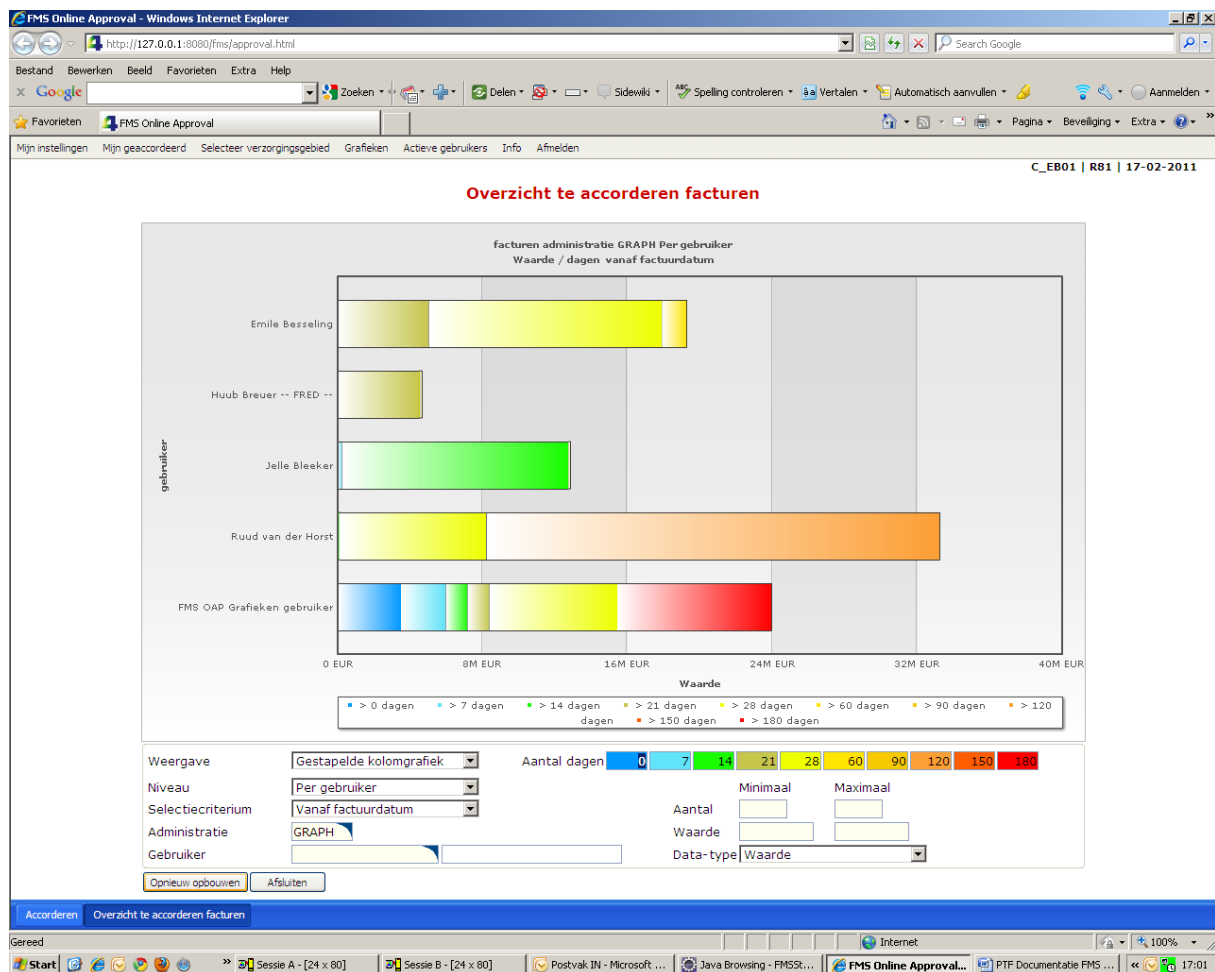 FMS Online Approval - Windows Internet Explorer
http://127.0.0.1:8080/fms/approval.html
Search Google
Bestand Bewerken Beeld Favorieten Extra Help
x Google Zoeken Delen Sidewiki Spelling controleren Vertalen Automatisch aanvullen Aanmelden
Favorieten FMS Online Approval Pagina Beveiliging Extra
Mijn instellingen Mijn geaccordeerd Selecteer verzorgingsgebied Grafieken Actieve gebruikers Info Afmelden
C_EB01 | R81 | 17-02-2011
Overzicht te accorderen facturen
facturen administratie GRAPH Per gebruiker
Waarde / dagen vanaf factuurdatum
gebruiker
Emile Besseling
Huub Breuer -- FRED --
Jelle Bleeker
Ruud van der Horst
FMS OAP Grafieken gebruiker
0 EUR 8M EUR 16M EUR 24M EUR 32M EUR 40M EUR
Waarde
> 0 dagen > 7 dagen > 14 dagen > 21 dagen > 28 dagen > 60 dagen > 90 dagen > 120
dagen > 150 dagen > 180 dagen
Weergave Gestapelde kolomgrafiek Aantal dagen 0 7 14 21 28 60 90 120 150 180
Niveau Per gebruiker Minimaal Maximaal
Selectiecriterium Vanaf factuurdatum Aantal
Administratie GRAPH Waarde
Gebruiker Data-type Waarde
Opnieuw opbouwen Afsluiten
Accorderen Overzicht te accorderen facturen
Gereed Internet 100%
Start Sessie A - [24 x 80] Sessie B - [24 x 80] Postvak IN - Microsoft ... Java Browsing - FMSSt... FMS Online Approval... PTF Documentatie FMS ... 17:01